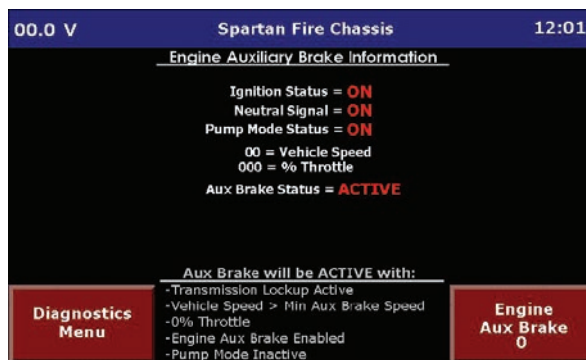 00.0 V Spartan Fire Chassis 12:01
Engine Auxiliary Brake Information
Ignition Status = ON
Neutral Signal = ON
Pump Mode Status = ON
00 = Vehicle Speed
000 = % Throttle
Aux Brake Status = ACTIVE
Aux Brake will be ACTIVE with:
-Transmission Lockup Active
-Vehicle Speed > Min Aux Brake Speed
-0% Throttle
-Engine Aux Brake Enabled
-Pump Mode Inactive
Diagnostics
Menu
Engine
Aux Brake
0